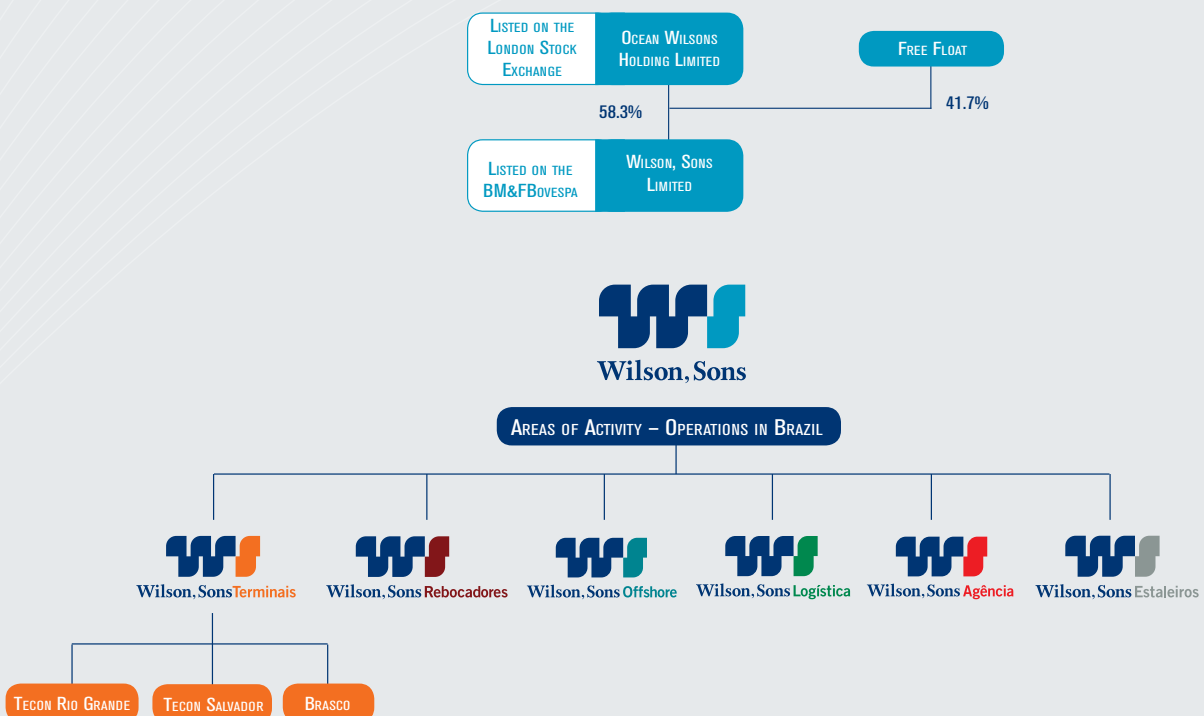 Listed on the
London Stock
Exchange
Ocean Wilsons
Holding Limited
Free Float
58.3%
41.7%
Listed on the
BM&FBovespa
Wilson, Sons
Limited
Wilson, Sons
Areas of Activity – Operations in Brazil
Wilson, Sons Terminais
Wilson, Sons Rebocadores
Wilson, Sons Offshore
Wilson, Sons Logística
Wilson, Sons Agência
Wilson, Sons Estaleiros
Tecon Rio Grande
Tecon Salvador
Brasco